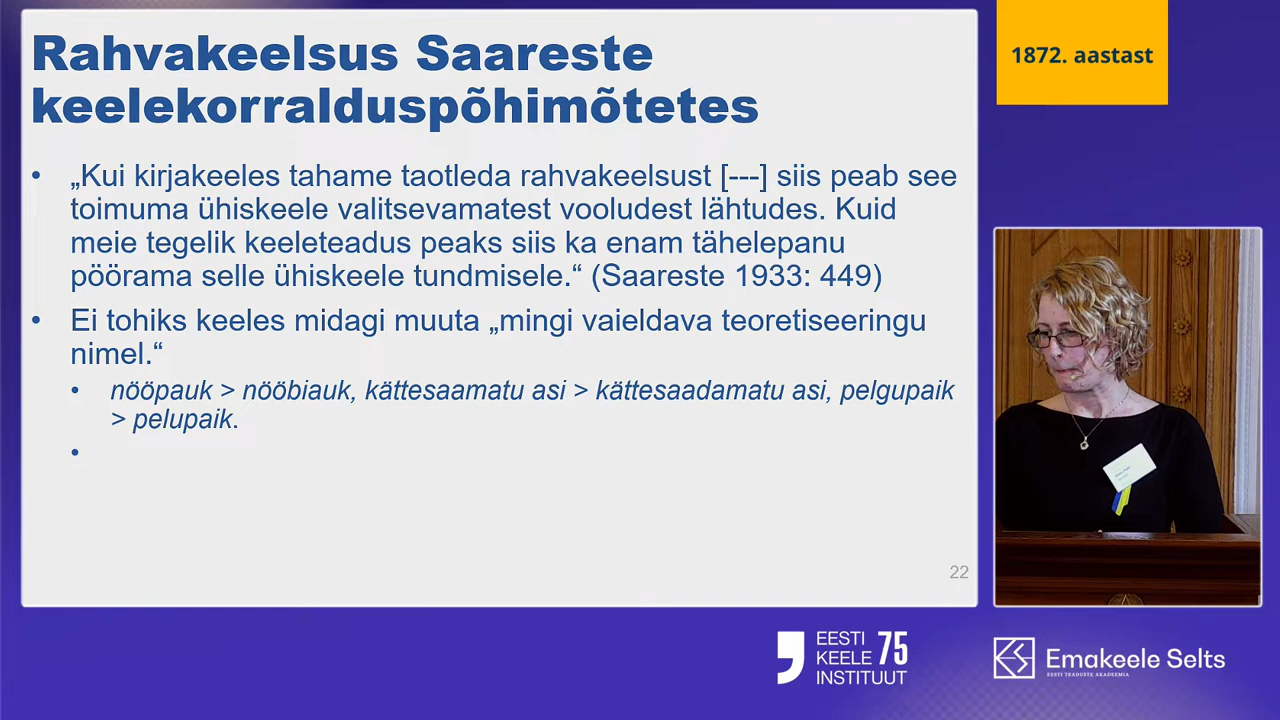 Rahvakeelsus Saareste
keelekorralduspõhimõtetes
• „Kui kirjakeeles tahame taotleda rahvakeelsust [---] siis peab see
toimuma ühiskeele valitsevamatest vooludest lähtudes. Kuid
meie tegelik keeleteadus peaks siis ka enam tähelepanu
pöörama selle ühiskeele tundmisele.“ (Saareste 1933: 449)
• Ei tohiks keeles midagi muuta „mingi vaieldava teoretiseeringu
nimel.“
• nööpauk > nööbiauk, kättesaamatu asi > kättesaadamatu asi, pelgupaik
> pelupaik.
•
22
1872. aastast
EESTI
KEELE 75
INSTITUUT
Emakeele Selts
EESTI TEADUSTE AKADEEMIA